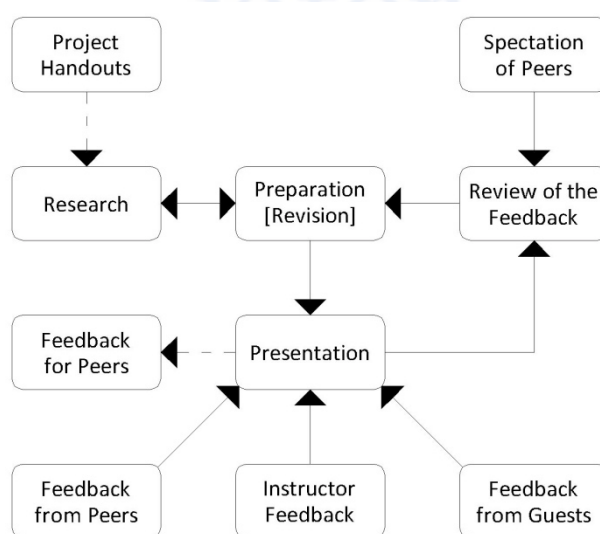 Project
Handouts
Spectation
of Peers
Research
Preparation
[Revision]
Review of the
Feedback
Feedback
for Peers
Presentation
Feedback
from Peers
Instructor
Feedback
Feedback
from Guests